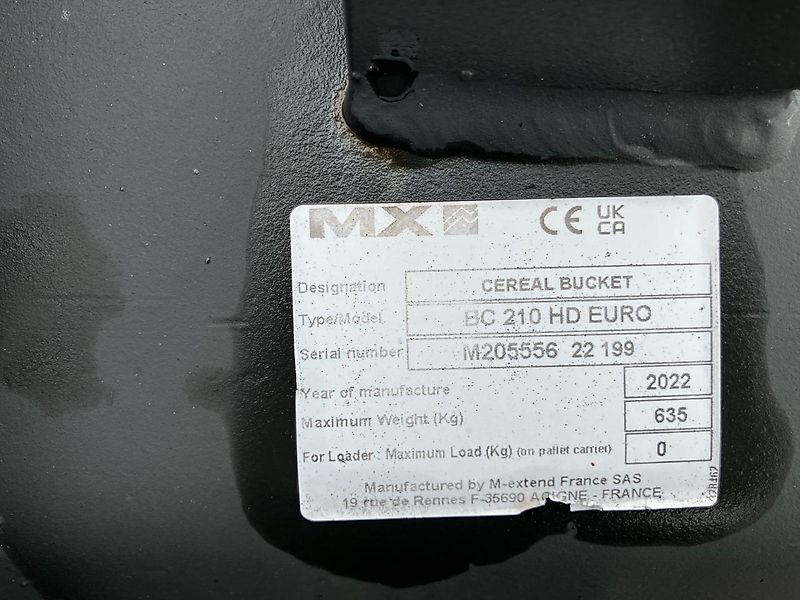 MX CE UK CA
Designation CEREAL BUCKET
Type/Model BC 210 HD EURO
Serial number M205556 22 199
Year of manufacture 2022
Maximum Weight (Kg) 635
For Loader : Maximum Load (Kg) (on pallet carrier) 0
Manufactured by M-extend France SAS
19 rue de Rennes F-35690 ACIGNE - FRANCE